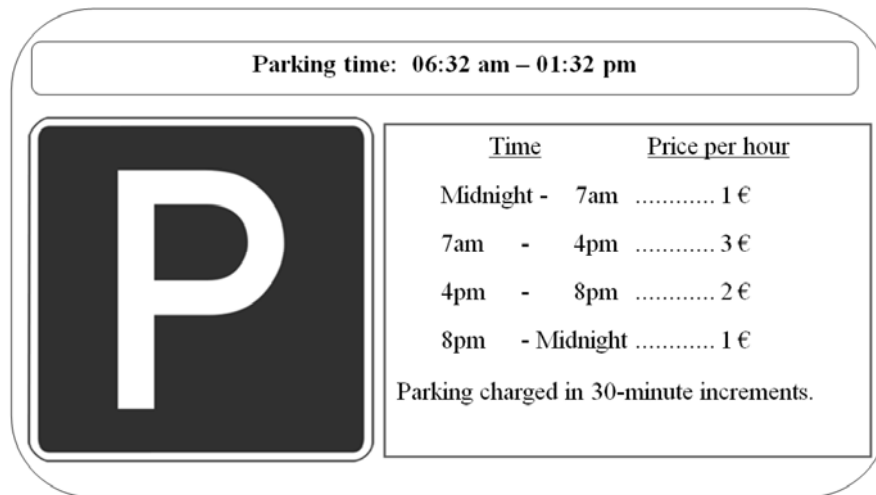 Parking time: 06:32 am – 01:32 pm
P
Time Price per hour
Midnight - 7am ............ 1 €
7am - 4pm ............ 3 €
4pm - 8pm ............ 2 €
8pm - Midnight ............ 1 €
Parking charged in 30-minute increments.